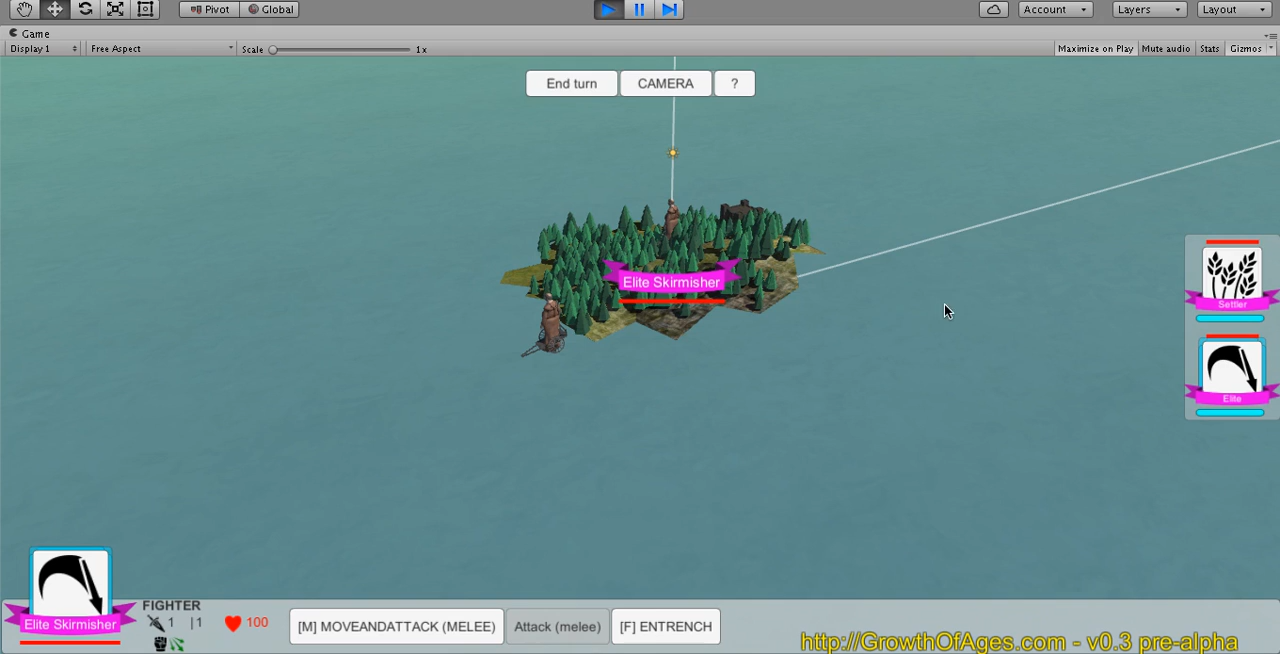 Pivot Global Account Layers Layout
Game
Display 1 Free Aspect Scale 1x Maximize on Play Mute audio Stats Gizmos
End turn CAMERA ?
Elite Skirmisher
Settler
Elite
Elite Skirmisher
FIGHTER
1 |1 100
[M] MOVEANDATTACK (MELEE) Attack (melee) [F] ENTRENCH
http://GrowthOfAges.com - v0.3 pre-alpha